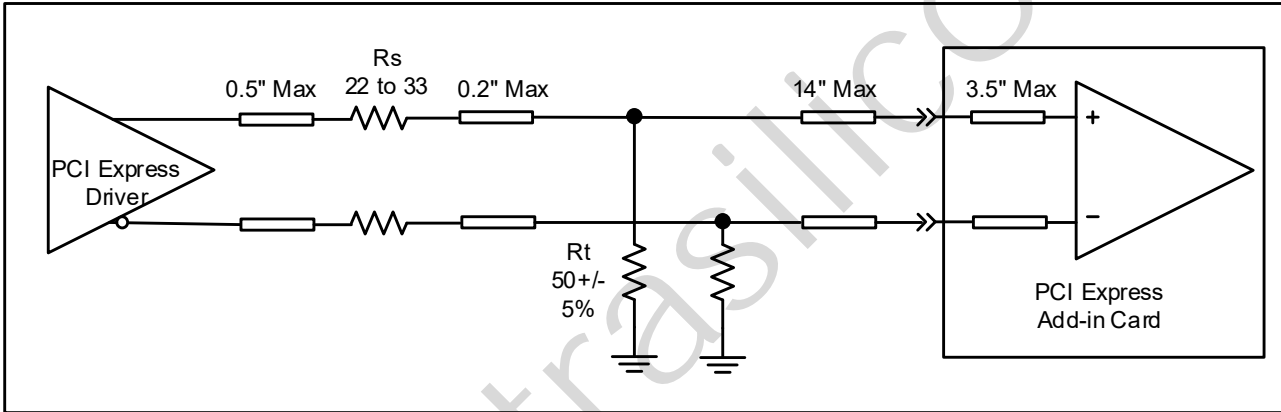 Rs
22 to 33
0.5" Max
0.2" Max
14" Max
3.5" Max
PCI Express
Driver
+
−
Rt
50+/-
5%
PCI Express
Add-in Card
trasilico